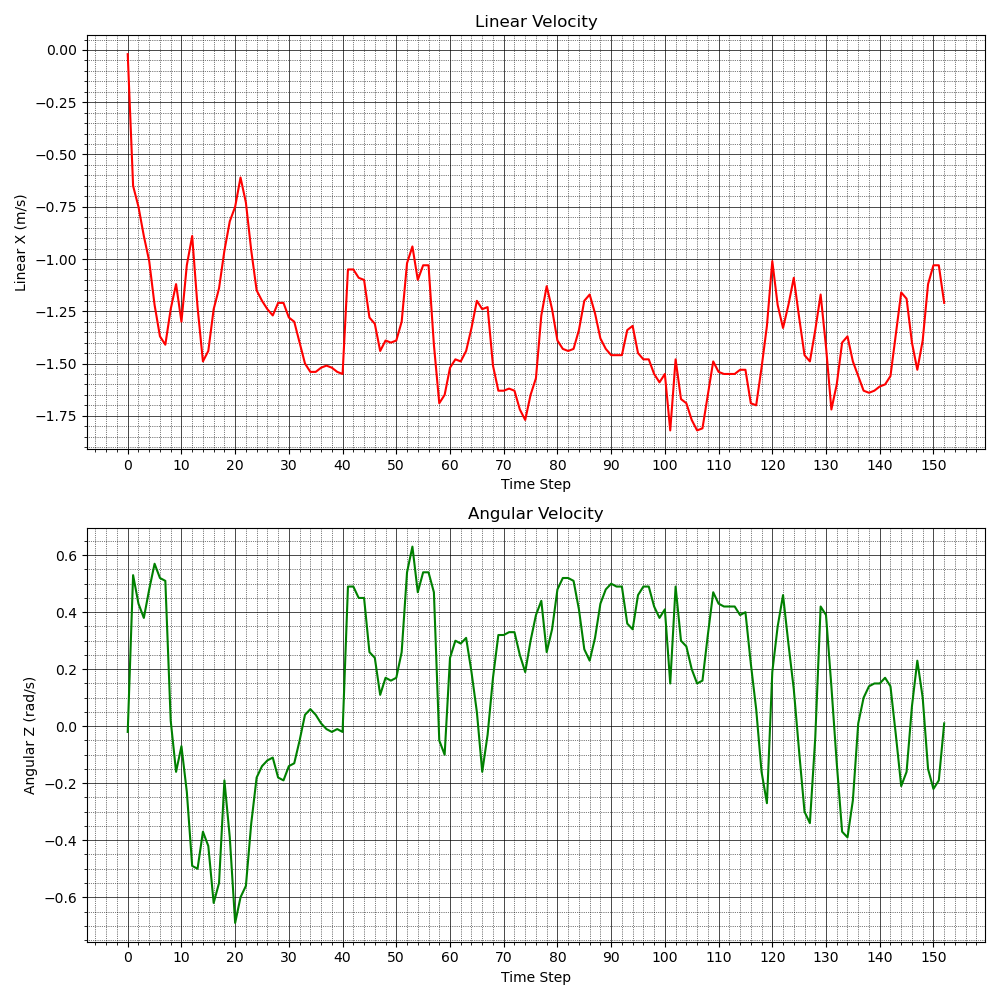 Linear Velocity
0.00
−0.25
−0.50
−0.75
−1.00
−1.25
−1.50
−1.75
Linear X (m/s)
0 10 20 30 40 50 60 70 80 90 100 110 120 130 140 150
Time Step
Angular Velocity
0.6
0.4
0.2
0.0
−0.2
−0.4
−0.6
Angular Z (rad/s)
0 10 20 30 40 50 60 70 80 90 100 110 120 130 140 150
Time Step